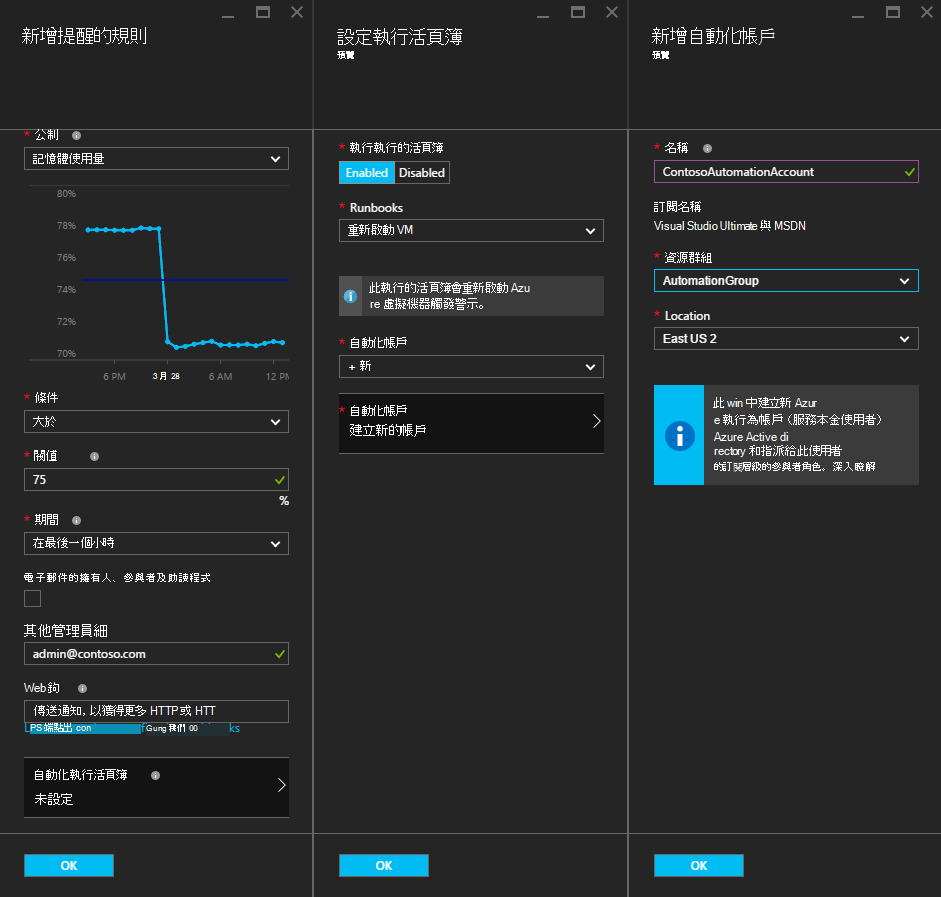 新增提醒的規則
* 公制
記憶體使用量
80%
78%
76%
74%
72%
70%
6 PM
3月 28
6 AM
12 PM
* 條件
大於
* 閾值
75
%
* 期間
在最後一個小時
電子郵件的擁有人、參與者及助讀程式
其他管理員細
admin@contoso.com
Web鉤
傳送通知, 以獲得更多 HTTP 或 HTT
PS 端點出 con
Gung 我們 00
ks
自動化執行活頁簿
未設定
OK
設定執行活頁簿
預覽
* 執行執行的活頁簿
Enabled
Disabled
* Runbooks
重新啟動 VM
此執行的活頁簿會重新啟動 Azu
re 虛擬機器觸發警示。
* 自動化帳戶
+ 新
* 自動化帳戶
建立新的帳戶
OK
新增自動化帳戶
預覽
* 名稱
ContosoAutomationAccount
訂閱名稱
Visual Studio Ultimate 與 MSDN
* 資源群組
AutomationGroup
* Location
East US 2
此 win 中建立新 Azur
e 執行為帳戶（服務本金使用者）
Azure Active di
rectory 和指派給此使用者
的訂閱層級的參與者角色。深入瞭解
OK